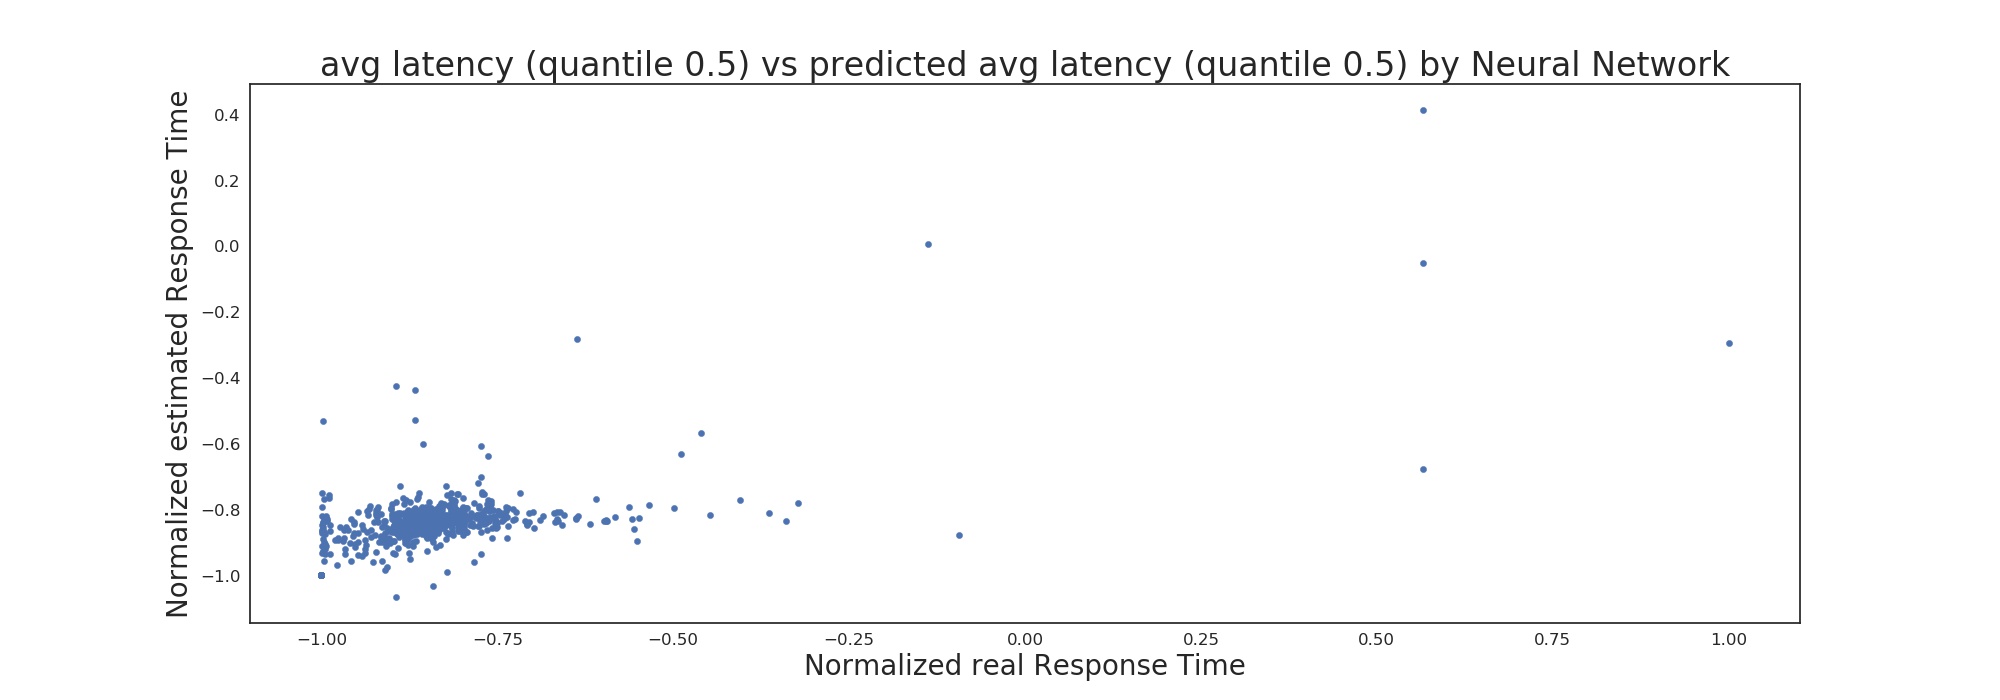 avg latency (quantile 0.5) vs predicted avg latency (quantile 0.5) by Neural Network
Normalized estimated Response Time
0.4
0.2
0.0
−0.2
−0.4
−0.6
−0.8
−1.0
−1.00 −0.75 −0.50 −0.25 0.00 0.25 0.50 0.75 1.00
Normalized real Response Time